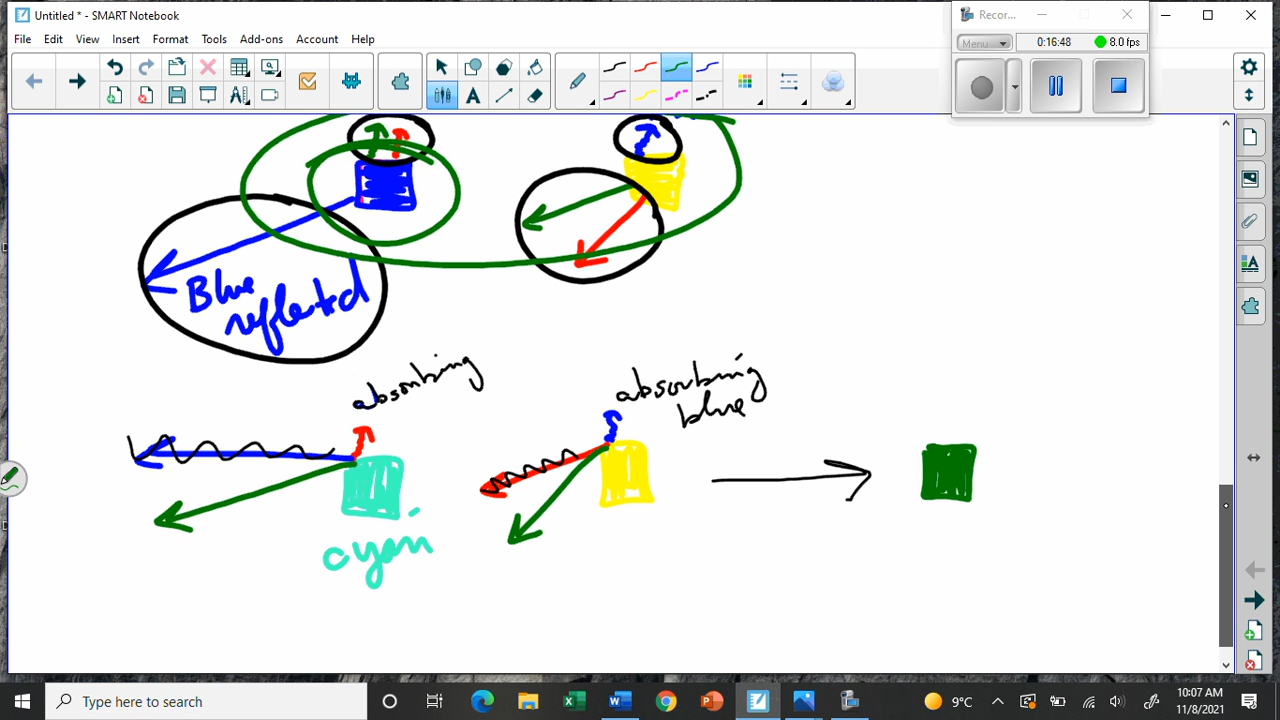 Untitled * - SMART Notebook
Recor...
File Edit View Insert Format Tools Add-ons Account Help
Menu 0:16:48 8.0 fps
Blue
reflected
absorbing
absorbing
blue
cyan
Type here to search
9°C
10:07 AM
11/8/2021